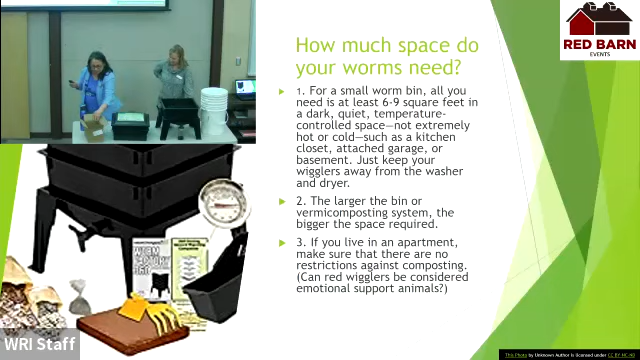 How much space do
your worms need?
1. For a small worm bin, all you
need is at least 6-9 square feet in
a dark, quiet, temperature-
controlled space—not extremely
hot or cold—such as a kitchen
closet, attached garage, or
basement. Just keep your
wigglers away from the washer
and dryer.
2. The larger the bin or
vermicomposting system, the
bigger the space required.
3. If you live in an apartment,
make sure that there are no
restrictions against composting.
(Can red wigglers be considered
emotional support animals?)
RED BARN
EVENTS
WRI Staff
This Photo by Unknown Author is licensed under CC BY-NC-ND